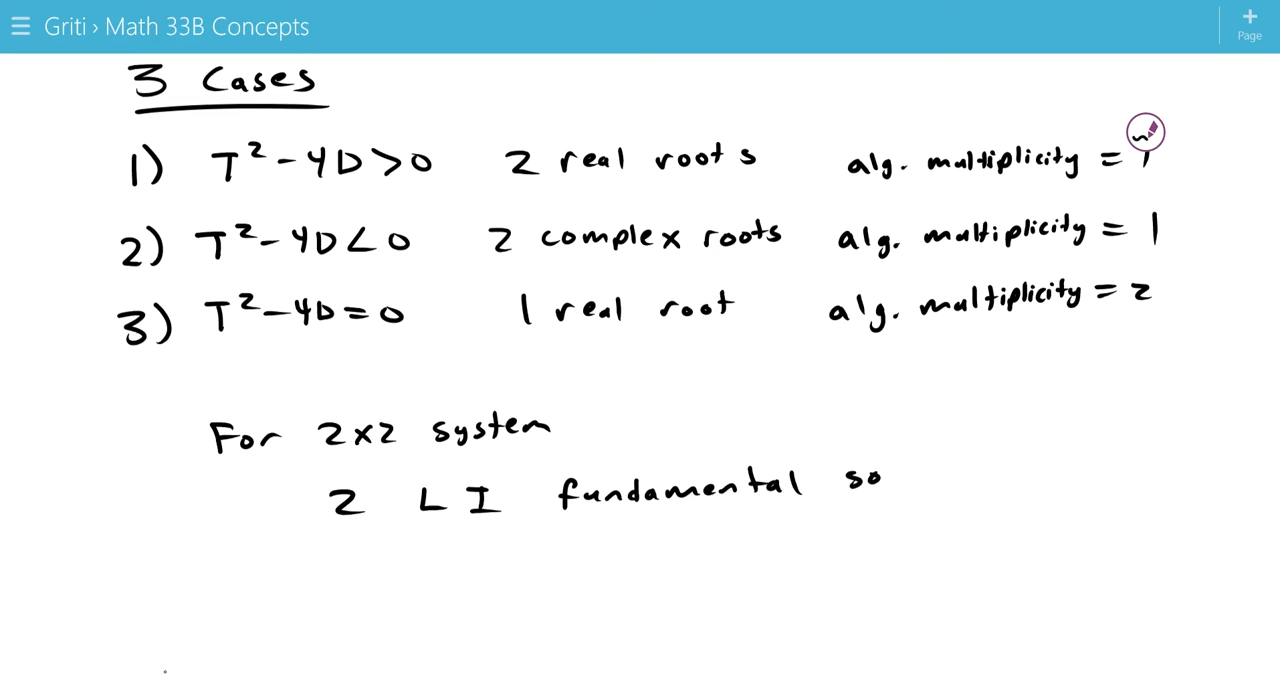 Griti › Math 33B Concepts
Page
3 Cases
1) T² - 4D > 0 2 real roots alg. multiplicity = 1
2) T² - 4D < 0 2 complex roots alg. multiplicity = 1
3) T² - 4D = 0 1 real root alg. multiplicity = 2
For 2x2 system
2 LI fundamental so